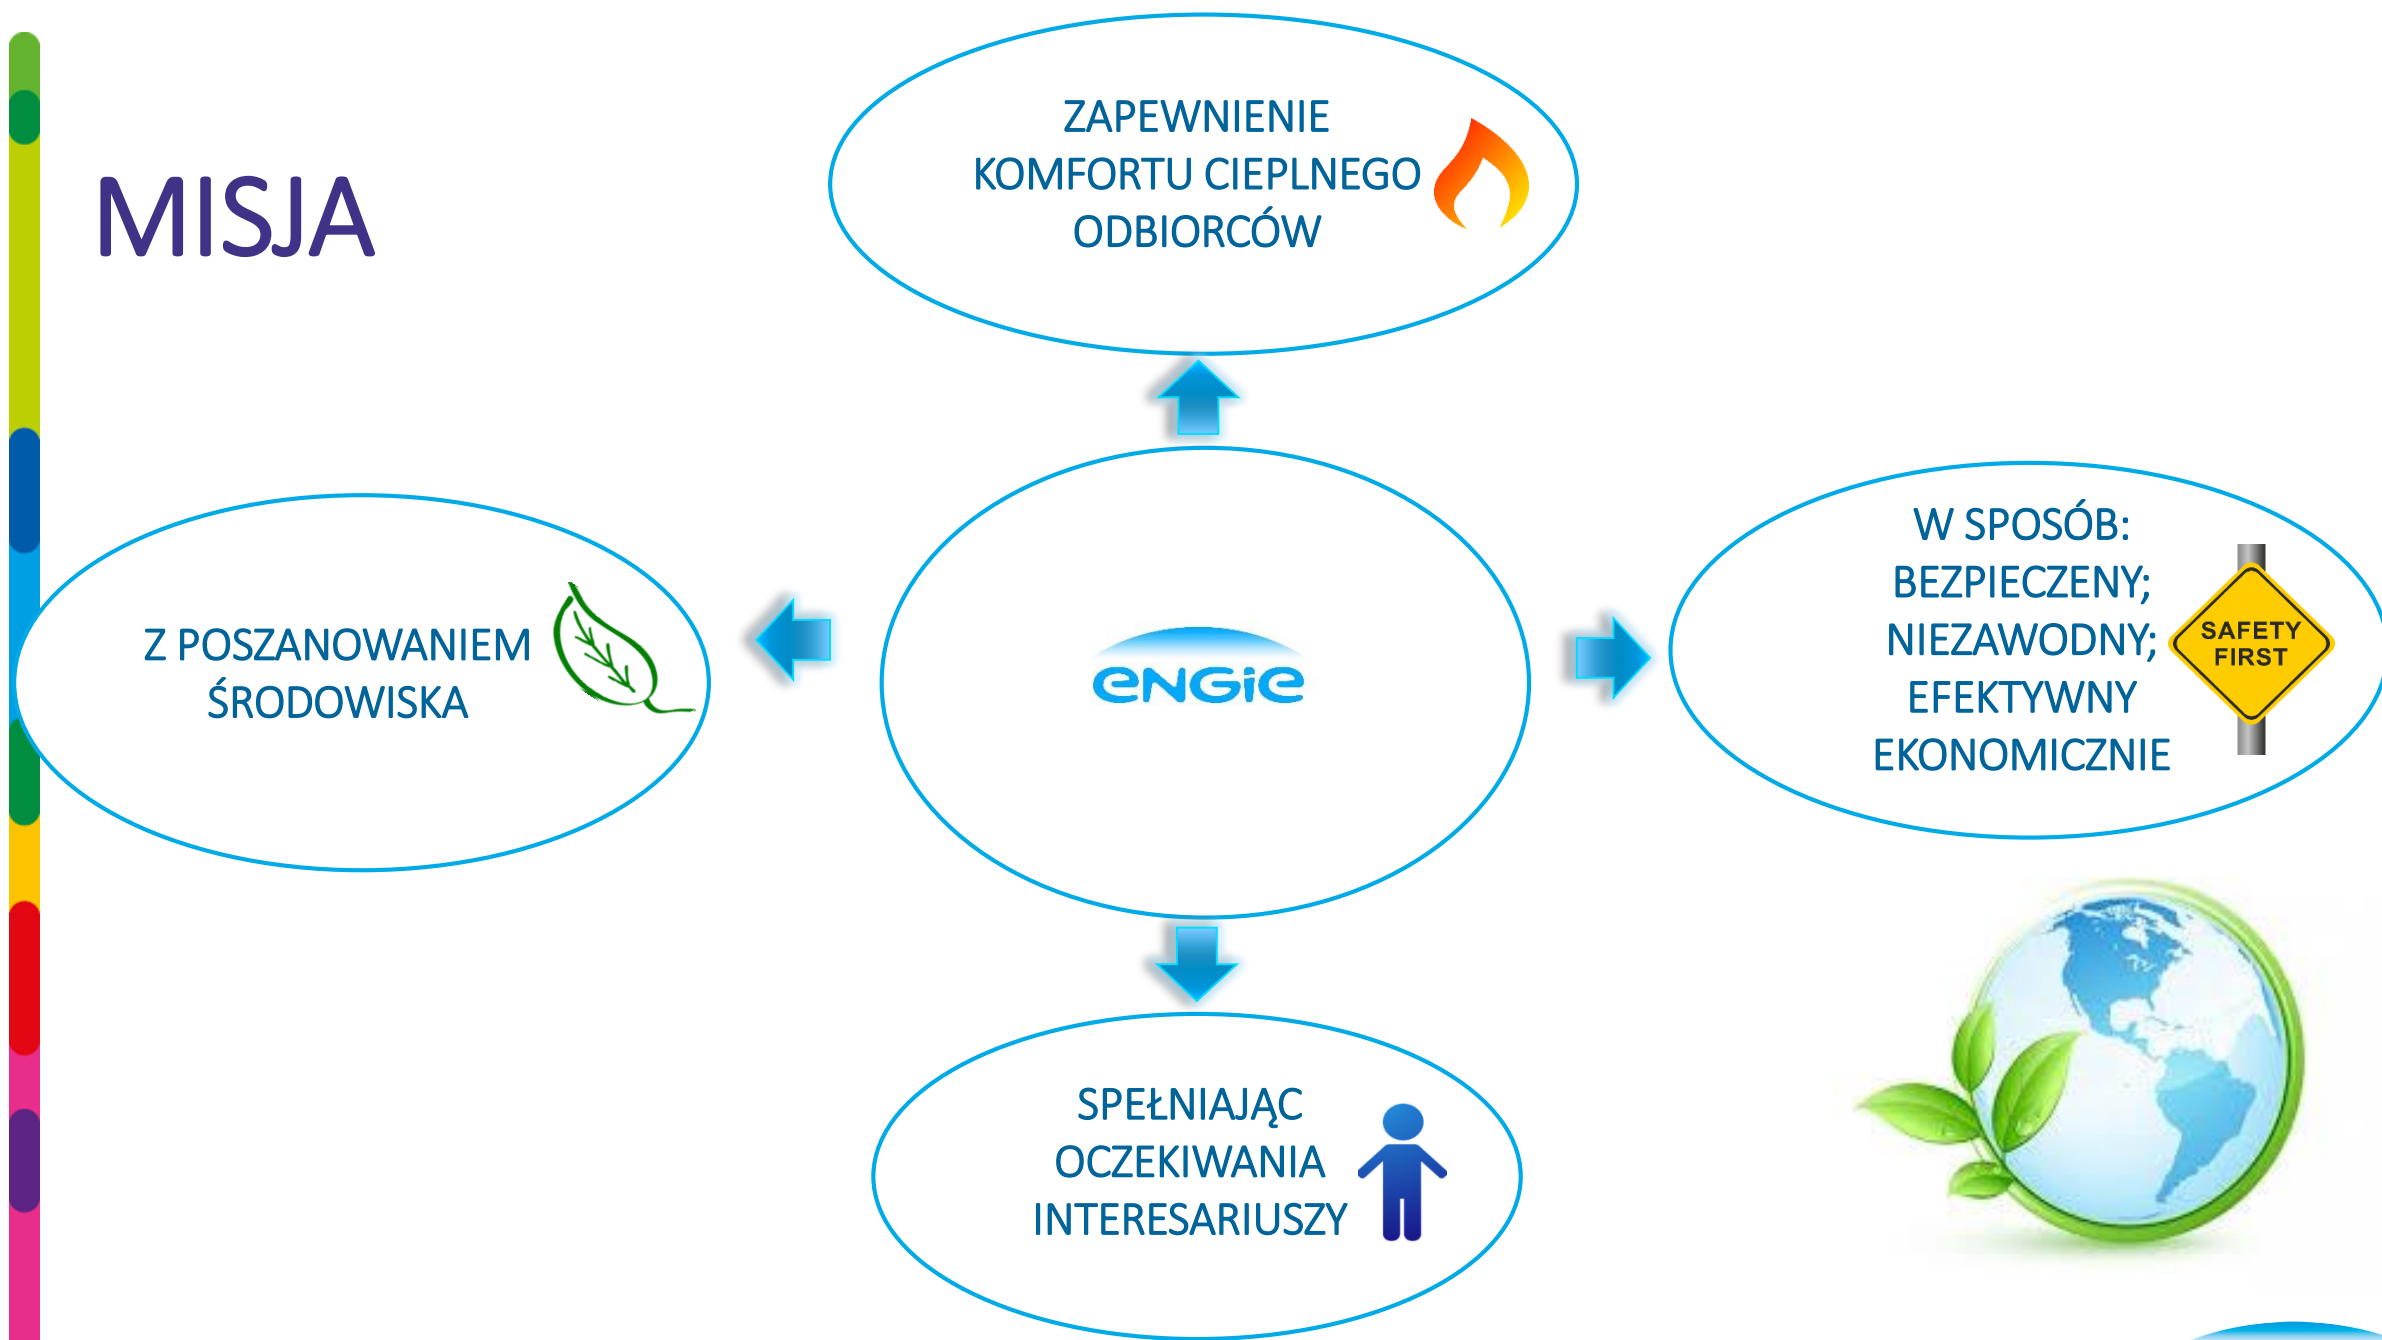 MISJA
ZAPEWNIENIE
KOMFORTU CIEPLNEGO
ODBIORCÓW
Z POSZANOWANIEM
ŚRODOWISKA
ENGiE
W SPOSÓB:
BEZPIECZENY;
NIEZAWODNY;
EFEKTYWNY
EKONOMICZNIE
SAFETY
FIRST
SPEŁNIAJĄC
OCZEKIWANIA
INTERESARIUSZY